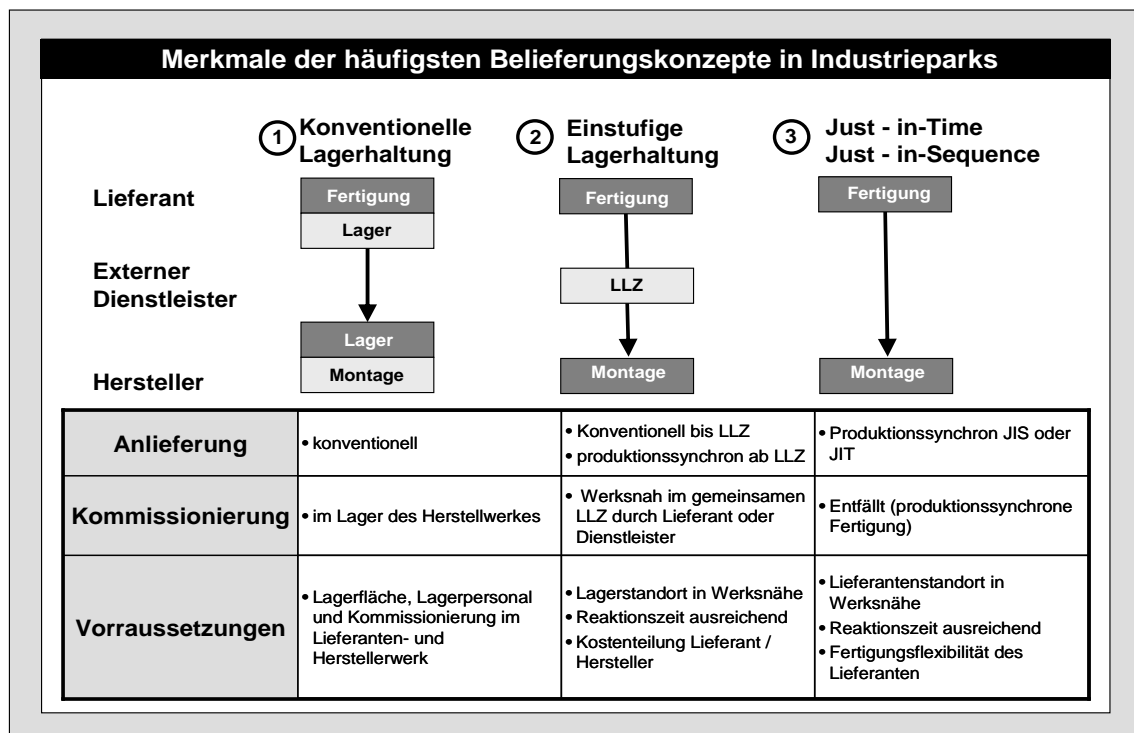 Merkmale der häufigsten Belieferungskonzepte in Industrieparks
1
Konventionelle
Lagerhaltung
2
Einstufige
Lagerhaltung
3
Just - in-Time
Just - in-Sequence
Lieferant
Fertigung
Lager
Fertigung
Fertigung
Externer
Dienstleister
LLZ
Hersteller
Lager
Montage
Montage
Montage
Anlieferung
• konventionell
• Konventionell bis LLZ
• produktionssynchron ab LLZ
• Produktionssynchron JIS oder
JIT
Kommissionierung
• im Lager des Herstellwerkes
• Werksnah im gemeinsamen
LLZ durch Lieferant oder
Dienstleister
• Entfällt (produktionssynchrone
Fertigung)
Vorraussetzungen
• Lagerfläche, Lagerpersonal
und Kommissionierung im
Lieferanten- und
Herstellerwerk
• Lagerstandort in Werksnähe
• Reaktionszeit ausreichend
• Kostenteilung Lieferant /
Hersteller
• Lieferantenstandort in
Werksnähe
• Reaktionszeit ausreichend
• Fertigungsflexibilität des
Lieferanten